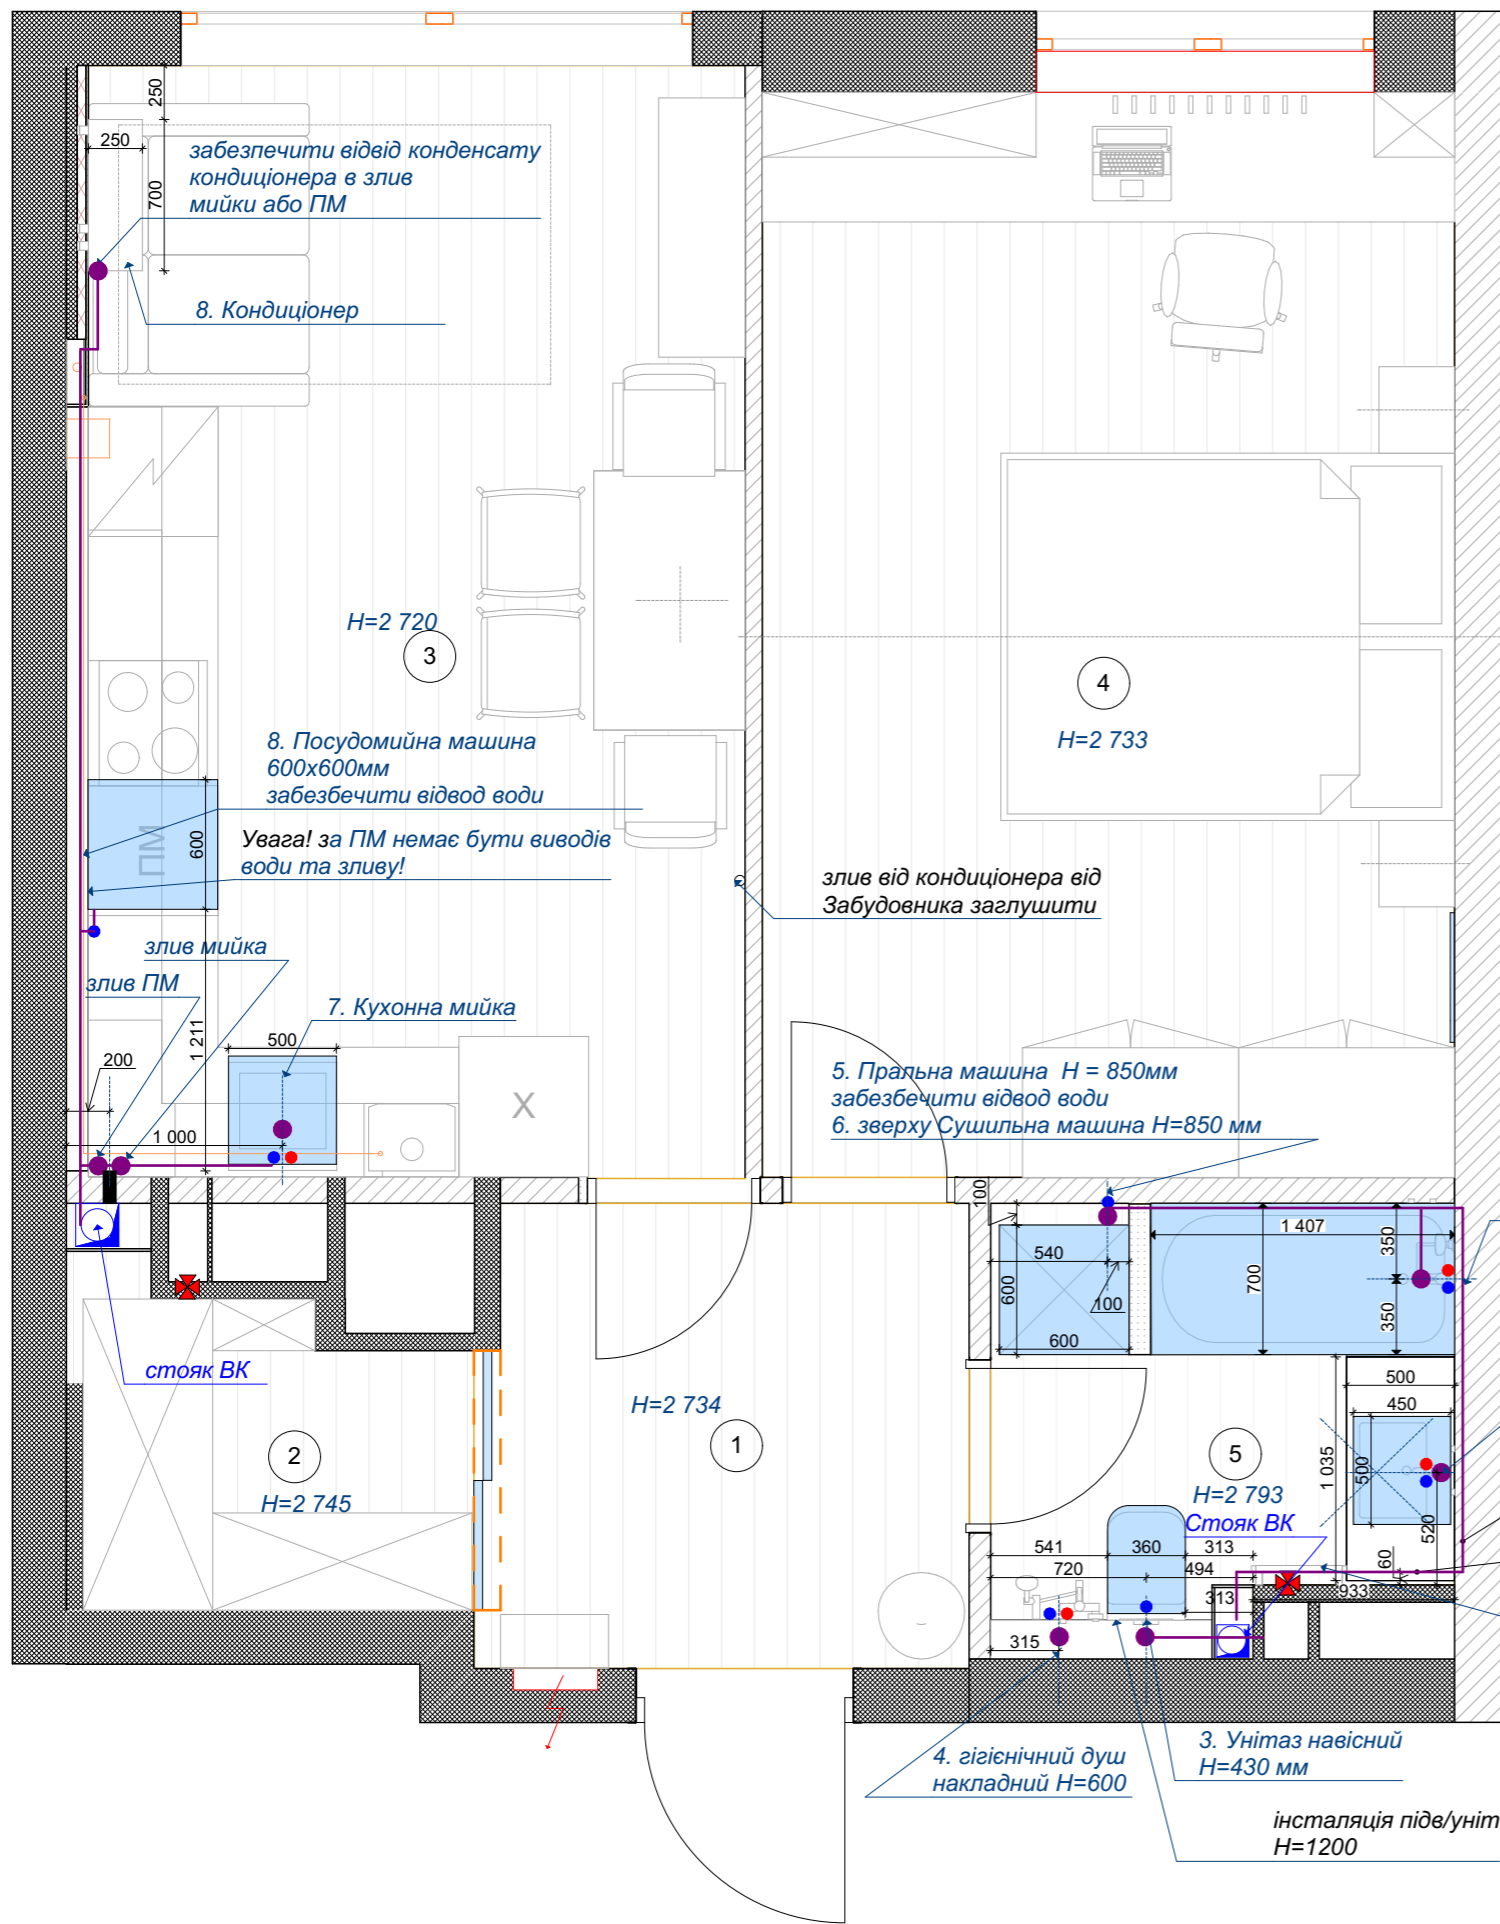 250
250
700
забезпечити відвід конденсату
кондиціонера в злив
мийки або ПМ
8. Кондиціонер
H=2 720
3
4
H=2 733
8. Посудомийна машина
600х600мм
забезбечити відвод води
Увага! за ПМ немає бути виводів
води та зливу!
ПМ
600
злив від кондиціонера від
Забудовника заглушити
злив мийка
злив ПМ
7. Кухонна мийка
1 211
500
200
1 000
X
5. Пральна машина H = 850мм
забезбечити відвод води
6. зверху Сушильна машина H=850 мм
100
540
600
100
600
1 407
700
350
350
стояк ВК
H=2 734
1
2
H=2 745
5
H=2 793
Стояк ВК
500
450
500
1 035
520
60
933
541
360
313
720
494
313
315
4. гігієнічний душ
накладний H=600
3. Унітаз навісний
H=430 мм
інсталяція підв/уніт
H=1200